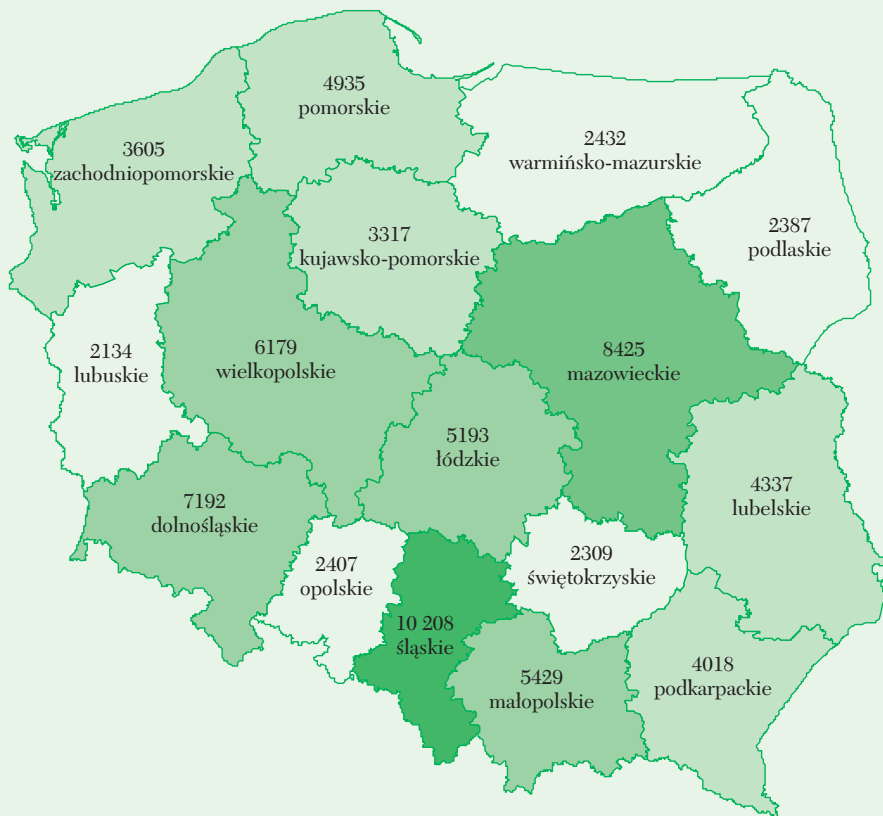 4935
pomorskie
2432
warmińsko-mazurskie
3605
zachodniopomorskie
2387
podlaskie
3317
kujawsko-pomorskie
2134
lubuskie
6179
wielkopolskie
8425
mazowieckie
5193
łódzkie
4337
lubelskie
7192
dolnośląskie
2407
opolskie
2309
świętokrzyskie
10 208
śląskie
5429
małopolskie
4018
podkarpackie